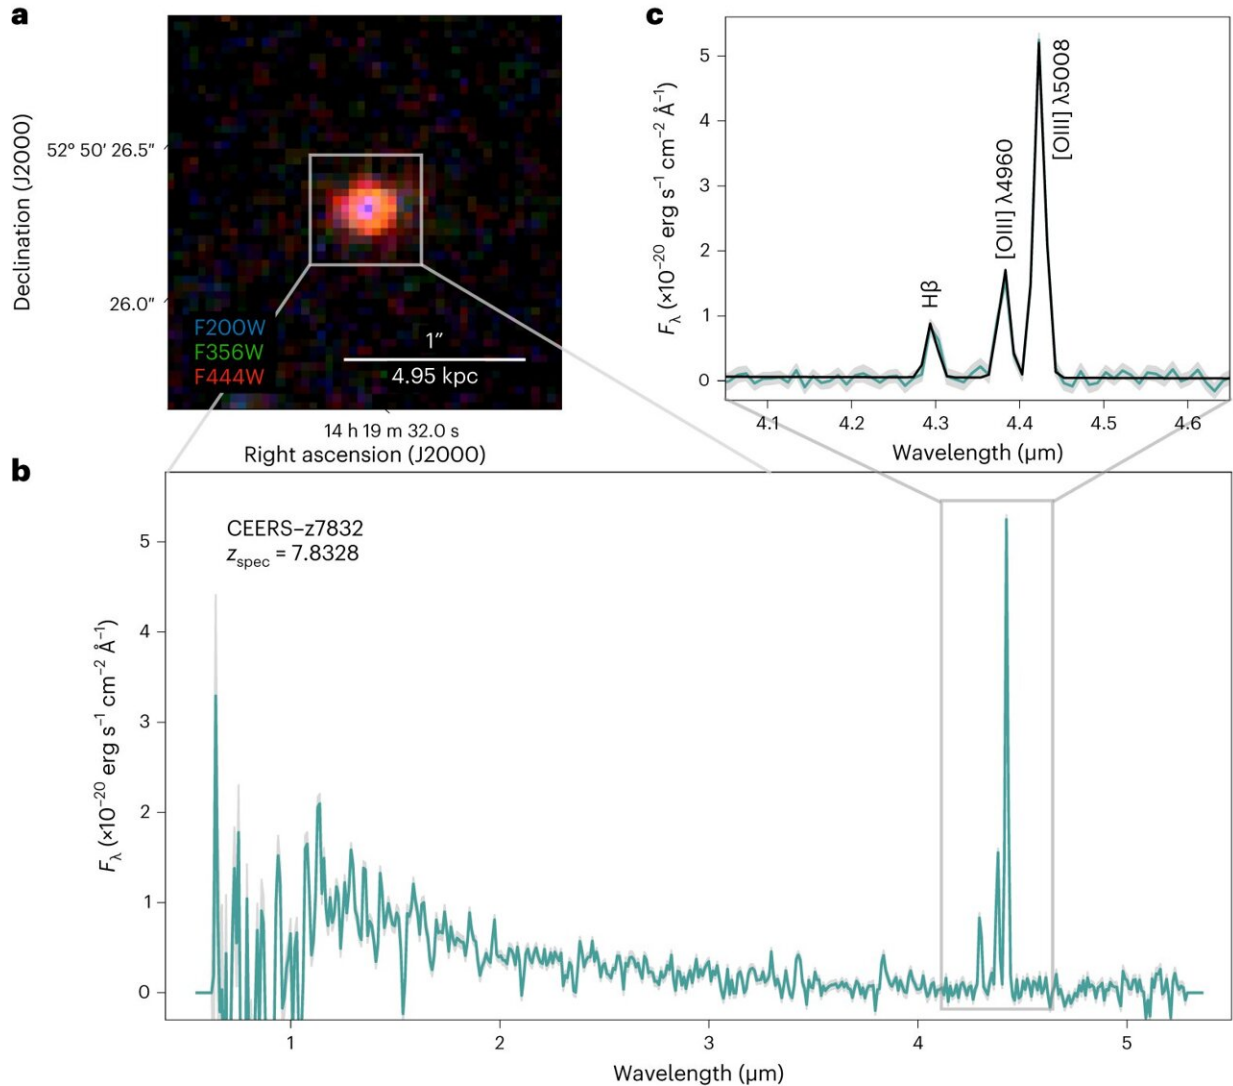 a
Declination (J2000)
52° 50′ 26.5″
26.0″
F200W
F356W
F444W
1″
4.95 kpc
14 h 19 m 32.0 s
Right ascension (J2000)
c
Fλ (×10−20 erg s−1 cm−2 Å−1)
5
4
3
2
1
0
Hβ
[OIII] λ4960
[OIII] λ5008
4.1 4.2 4.3 4.4 4.5 4.6
Wavelength (μm)
b
CEERS–z7832
zspec = 7.8328
Fλ (×10−20 erg s−1 cm−2 Å−1)
5
4
3
2
1
0
1 2 3 4 5
Wavelength (μm)